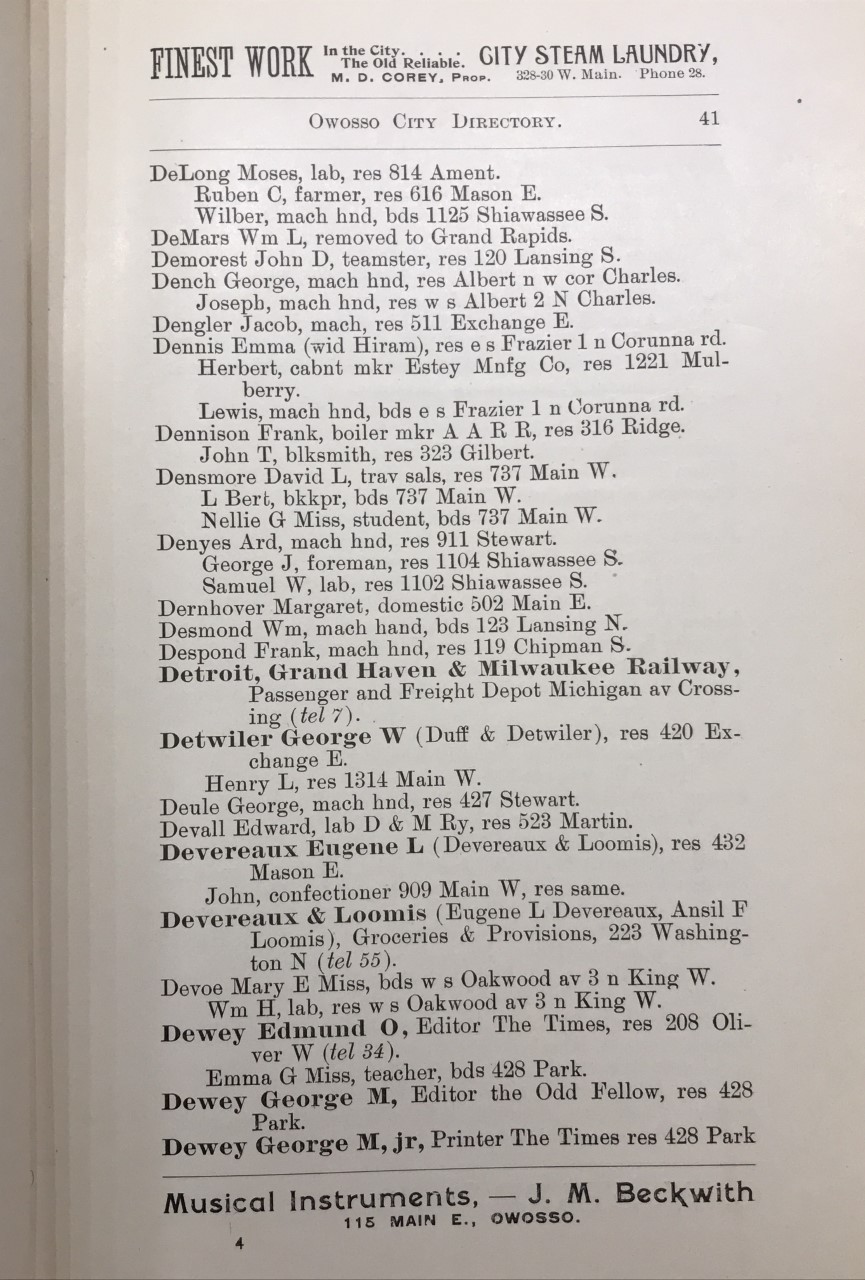 FINEST WORK In the City. . . . CITY STEAM LAUNDRY,
The Old Reliable.
M. D. COREY, PROP. 328-30 W. Main. Phone 28.
OWOSSO CITY DIRECTORY. 41
DeLong Moses, lab, res 814 Ament.
Ruben C, farmer, res 616 Mason E.
Wilber, mach hnd, bds 1125 Shiawassee S.
DeMars Wm L, removed to Grand Rapids.
Demorest John D, teamster, res 120 Lansing S.
Dench George, mach hnd, res Albert n w cor Charles.
Joseph, mach hnd, res w s Albert 2 N Charles.
Dengler Jacob, mach, res 511 Exchange E.
Dennis Emma (wid Hiram), res e s Frazier 1 n Corunna rd.
Herbert, cabnt mkr Estey Mnfg Co, res 1221 Mul-
berry.
Lewis, mach hnd, bds e s Frazier 1 n Corunna rd.
Dennison Frank, boiler mkr A A R R, res 316 Ridge.
John T, blksmith, res 323 Gilbert.
Densmore David L, trav sals, res 737 Main W.
L Bert, bkkpr, bds 737 Main W.
Nellie G Miss, student, bds 737 Main W.
Denyes Ard, mach hnd, res 911 Stewart.
George J, foreman, res 1104 Shiawassee S.
Samuel W, lab, res 1102 Shiawassee S.
Dernhover Margaret, domestic 502 Main E.
Desmond Wm, mach hand, bds 123 Lansing N.
Despond Frank, mach hnd, res 119 Chipman S.
Detroit, Grand Haven & Milwaukee Railway,
Passenger and Freight Depot Michigan av Cross-
ing (tel 7).
Detwiler George W (Duff & Detwiler), res 420 Ex-
change E.
Henry L, res 1314 Main W.
Deule George, mach hnd, res 427 Stewart.
Devall Edward, lab D & M Ry, res 523 Martin.
Devereaux Eugene L (Devereaux & Loomis), res 432
Mason E.
John, confectioner 909 Main W, res same.
Devereaux & Loomis (Eugene L Devereaux, Ansil F
Loomis), Groceries & Provisions, 223 Washing-
ton N (tel 55).
Devoe Mary E Miss, bds w s Oakwood av 3 n King W.
Wm H, lab, res w s Oakwood av 3 n King W.
Dewey Edmund O, Editor The Times, res 208 Oli-
ver W (tel 34).
Emma G Miss, teacher, bds 428 Park.
Dewey George M, Editor the Odd Fellow, res 428
Park.
Dewey George M, jr, Printer The Times res 428 Park
Musical Instruments, — J. M. Beckwith
115 MAIN E., OWOSSO.
4